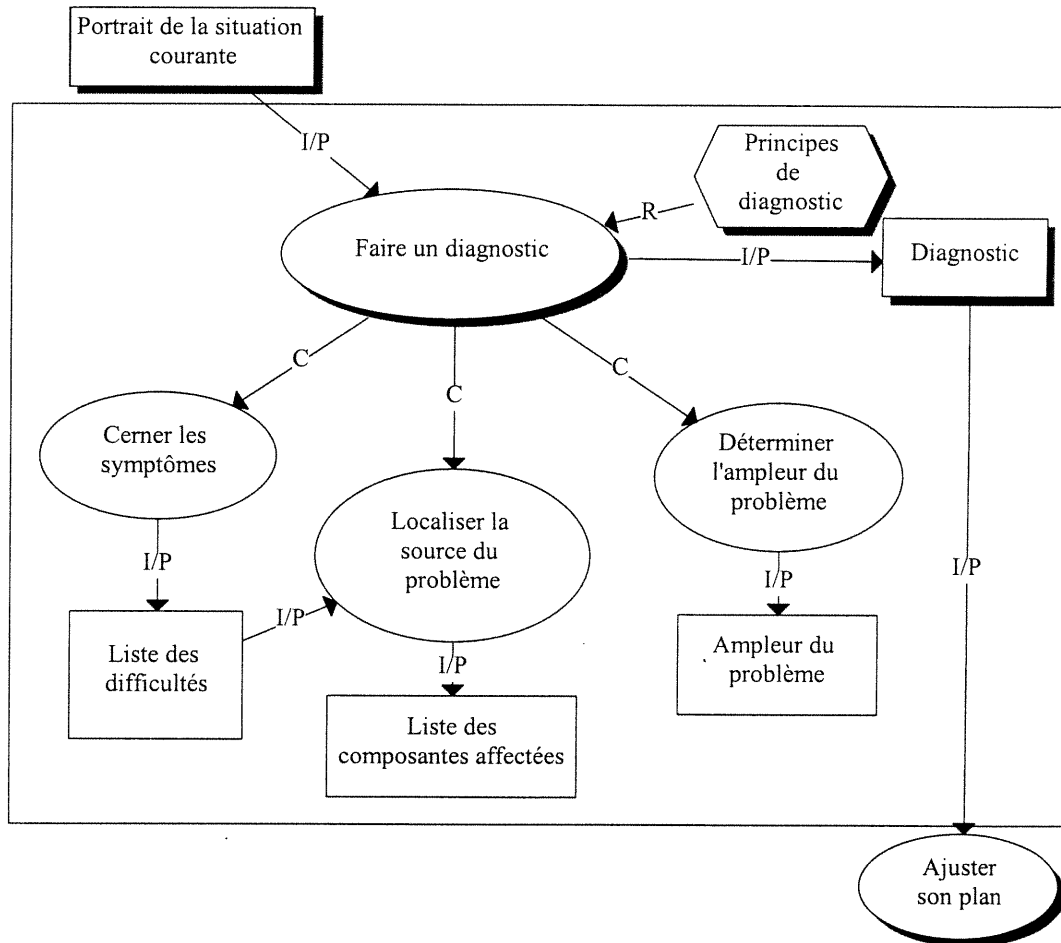 Portrait de la situation
courante
I/P
Principes
de
diagnostic
R
Faire un diagnostic
I/P
Diagnostic
C
C
C
Cerner les
symptômes
Déterminer
l'ampleur du
problème
Localiser la
source du
problème
I/P
I/P
I/P
I/P
Liste des
difficultés
Ampleur du
problème
I/P
Liste des
composantes affectées
Ajuster
son plan